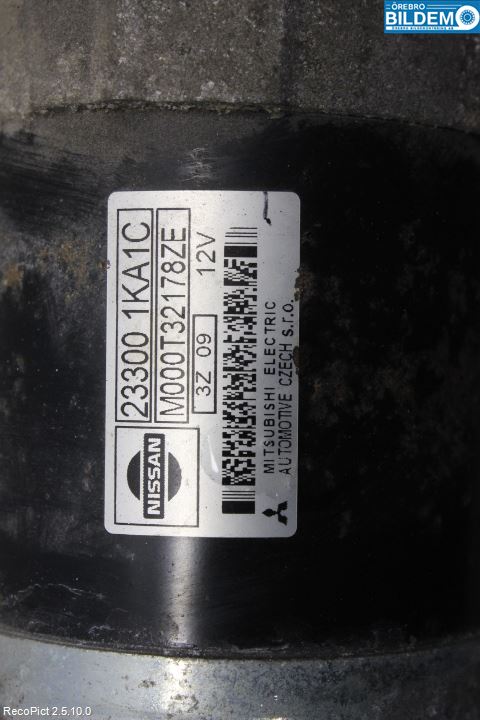 ÖREBRO
BILDEMO
NISSAN
23300 1KA1C
M000T32178ZE
3Z 09
12V
MITSUBISHI ELECTRIC
AUTOMOTIVE CZECH s.r.o.
RecoPict 2.5.10.0